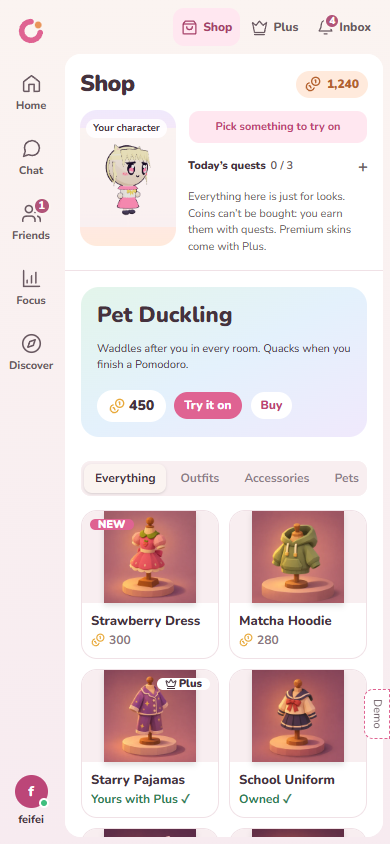 Shop
Plus
4
Inbox
Home
Chat
1
Friends
Focus
Discover
f
feifei
Shop
1,240
Your character
Pick something to try on
Today's quests 0 / 3 +
Everything here is just for looks.
Coins can't be bought: you earn
them with quests. Premium skins
come with Plus.
Pet Duckling
Waddles after you in every room. Quacks when you
finish a Pomodoro.
450
Try it on
Buy
Everything
Outfits
Accessories
Pets
NEW
Strawberry Dress
300
Matcha Hoodie
280
Plus
Starry Pajamas
Yours with Plus ✓
School Uniform
Owned ✓
Demo